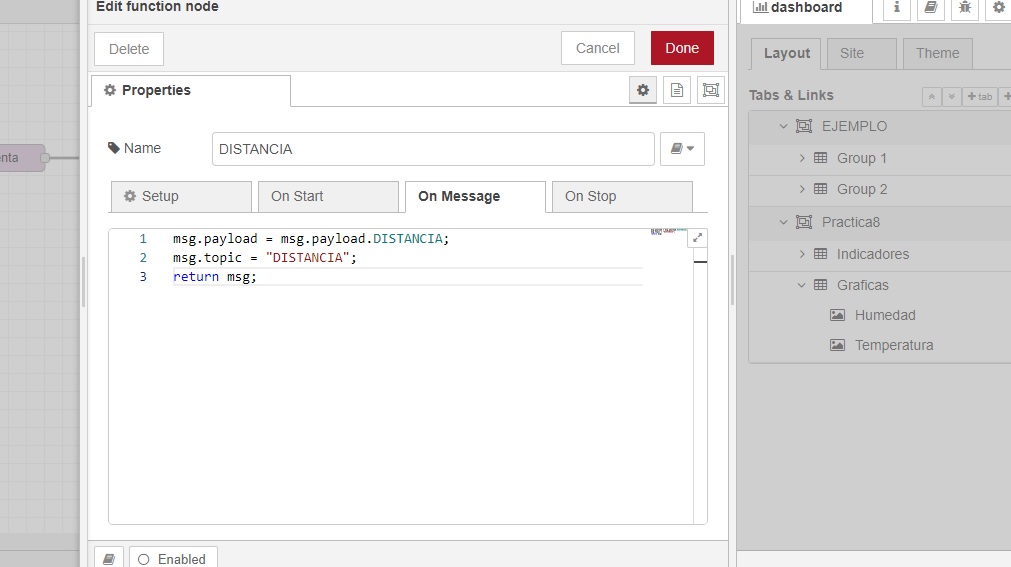 Edit function node
Delete
Cancel
Done
Properties
Name
DISTANCIA
Setup
On Start
On Message
On Stop
1 msg.payload = msg.payload.DISTANCIA;
2 msg.topic = "DISTANCIA";
3 return msg;
Enabled
nta
dashboard
i
Layout
Site
Theme
Tabs & Links
tab
EJEMPLO
Group 1
Group 2
Practica8
Indicadores
Graficas
Humedad
Temperatura